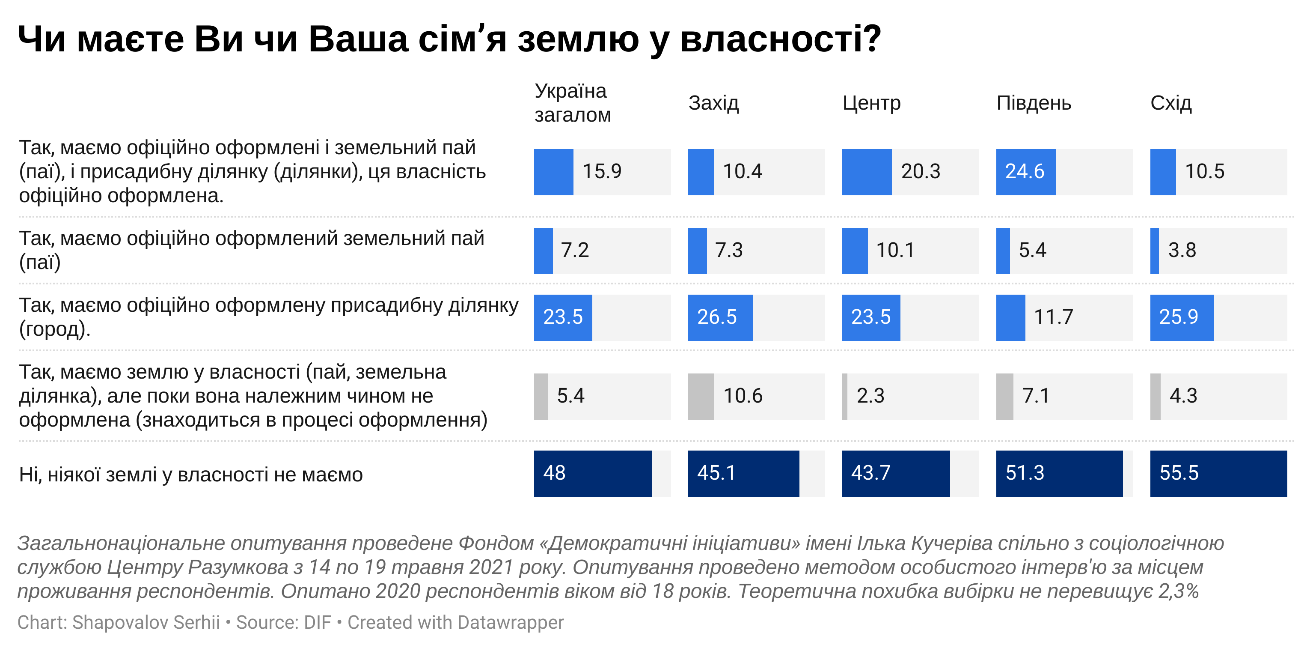 Чи маєте Ви чи Ваша сім’я землю у власності?
Україна
загалом
Захід
Центр
Південь
Схід
Так, маємо офіційно оформлені і земельний пай
(паї), і присадибну ділянку (ділянки), ця власність
офіційно оформлена.
15.9
10.4
20.3
24.6
10.5
Так, маємо офіційно оформлений земельний пай
(паї)
7.2
7.3
10.1
5.4
3.8
Так, маємо офіційно оформлену присадибну ділянку
(город).
23.5
26.5
23.5
11.7
25.9
Так, маємо землю у власності (пай, земельна
ділянка), але поки вона належним чином не
оформлена (знаходиться в процесі оформлення)
5.4
10.6
2.3
7.1
4.3
Ні, ніякої землі у власності не маємо
48
45.1
43.7
51.3
55.5
Загальнонаціональне опитування проведене Фондом «Демократичні ініціативи» імені Ілька Кучеріва спільно з соціологічною
службою Центру Разумкова з 14 по 19 травня 2021 року. Опитування проведено методом особистого інтерв'ю за місцем
проживання респондентів. Опитано 2020 респондентів віком від 18 років. Теоретична похибка вибірки не перевищує 2,3%
Chart: Shapovalov Serhii • Source: DIF • Created with Datawrapper